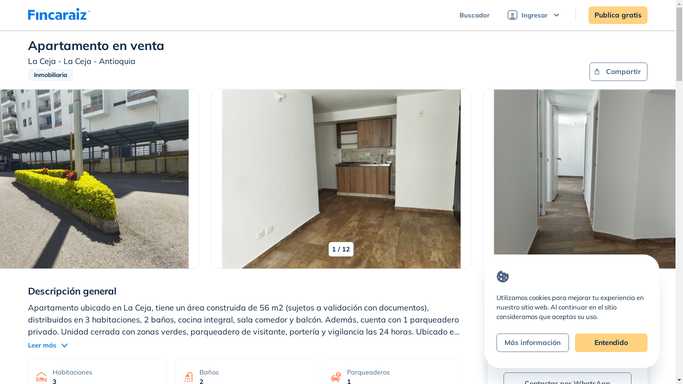 Fincaraiz
Buscador
Ingresar
Publica gratis
Apartamento en venta
La Ceja - La Ceja - Antioquia
Inmobiliaria
Compartir
1 / 12
Descripción general
Apartamento ubicado en La Ceja, tiene un área construida de 56 m2 (sujetos a validación con documentos),
distribuidos en 3 habitaciones, 2 baños, cocina integral, sala comedor y balcón. Además, cuenta con 1 parqueadero
privado. Unidad cerrada con zonas verdes, parqueadero de visitante, portería y vigilancia las 24 horas. Ubicado e...
Leer más
Habitaciones
3
Baños
2
Parqueaderos
1
Utilizamos cookies para mejorar tu experiencia en
nuestro sitio web. Al continuar en el sitio
consideramos que aceptas su uso.
Más información
Entendido
Contactar por WhatsApp